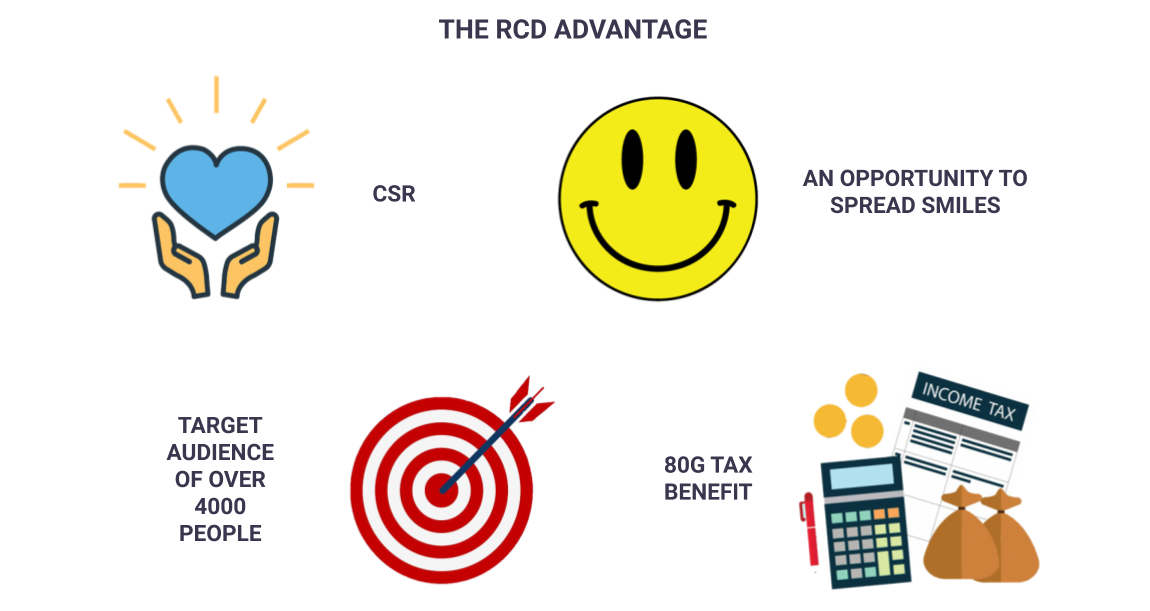 THE RCD ADVANTAGE
CSR
AN OPPORTUNITY TO
SPREAD SMILES
TARGET
AUDIENCE
OF OVER
4000
PEOPLE
80G TAX
BENEFIT
INCOME TAX